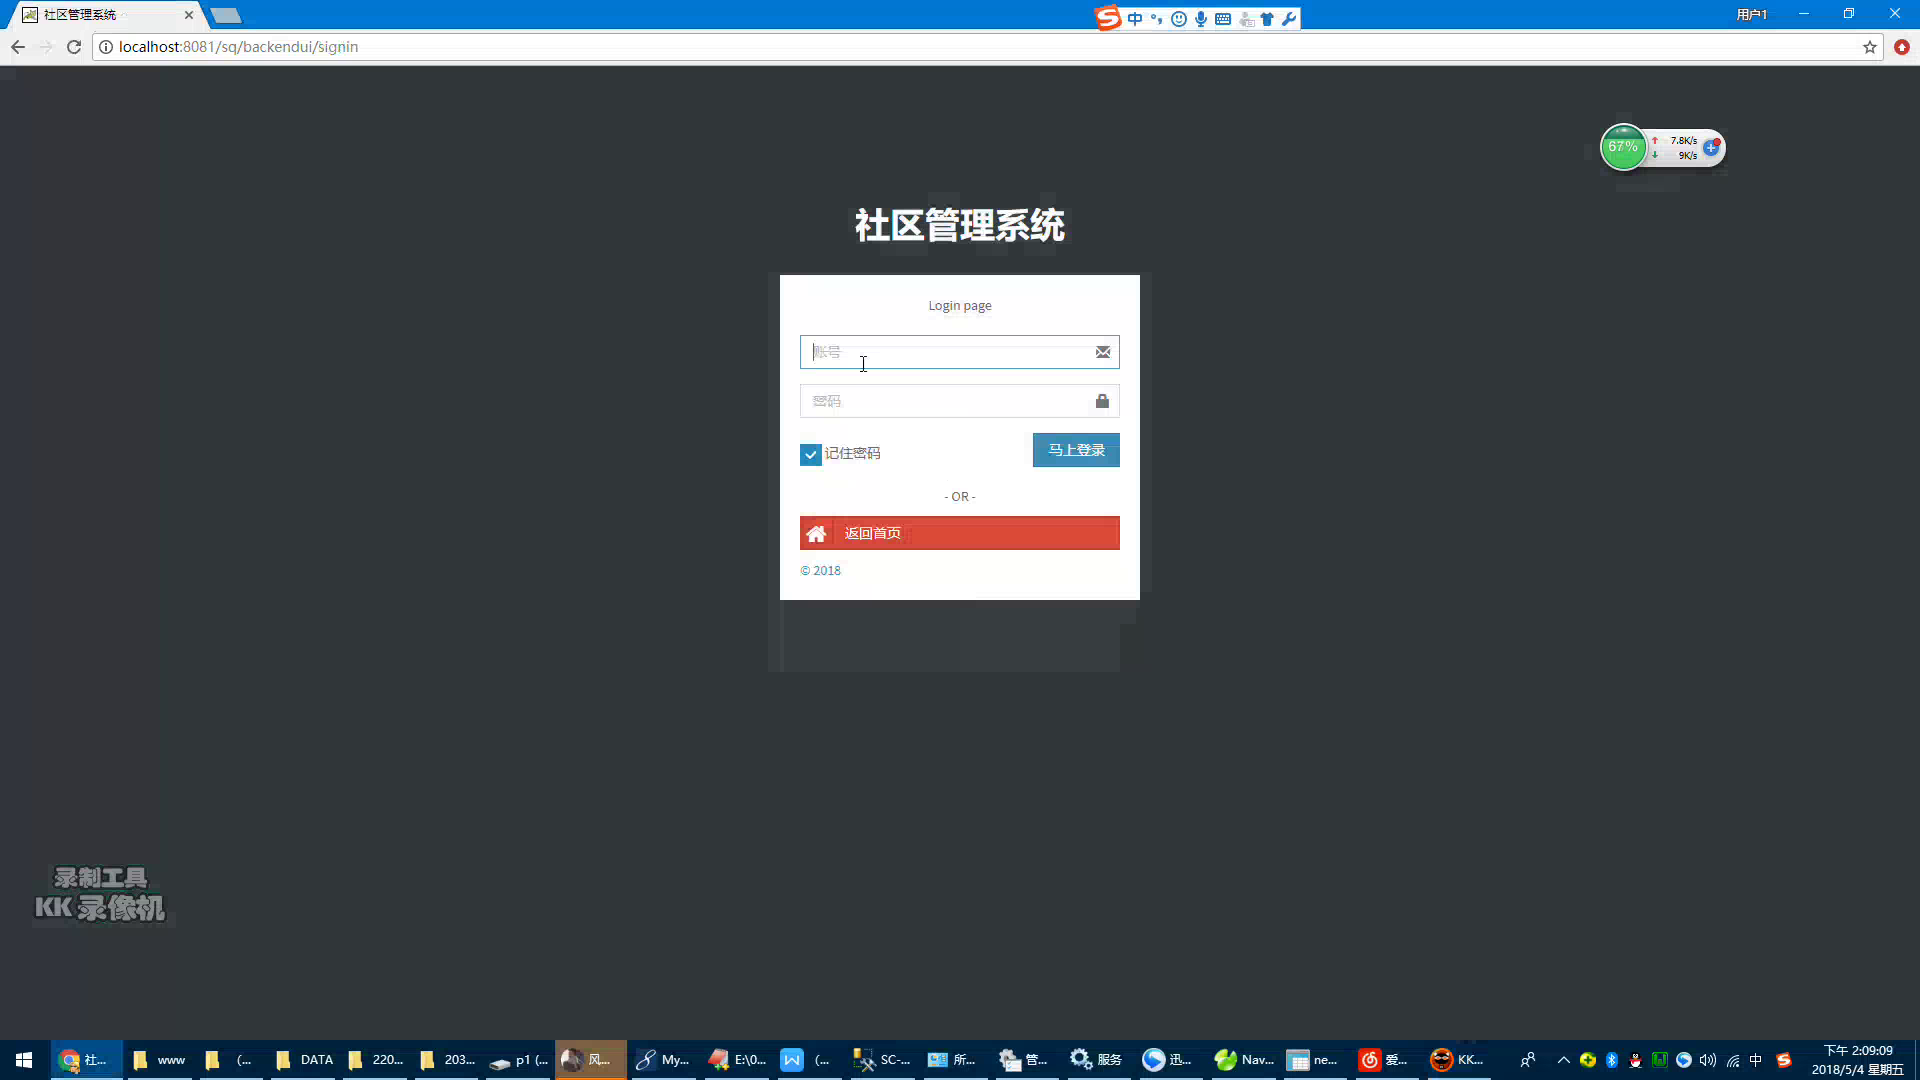 社区管理系统
用户1
中
localhost:8081/sq/backendui/signin
67%
7.8K/s
9K/s
社区管理系统
Login page
账号
密码
记住密码
马上登录
- OR -
返回首页
© 2018
录制工具
KK 录像机
社...
www
(...
DATA
220...
203...
p1 (...
风...
My...
E:\0...
(...
SC-...
所...
管...
服务
迅...
Nav...
ne...
爱...
KK...
中
下午 2:09:09
2018/5/4 星期五